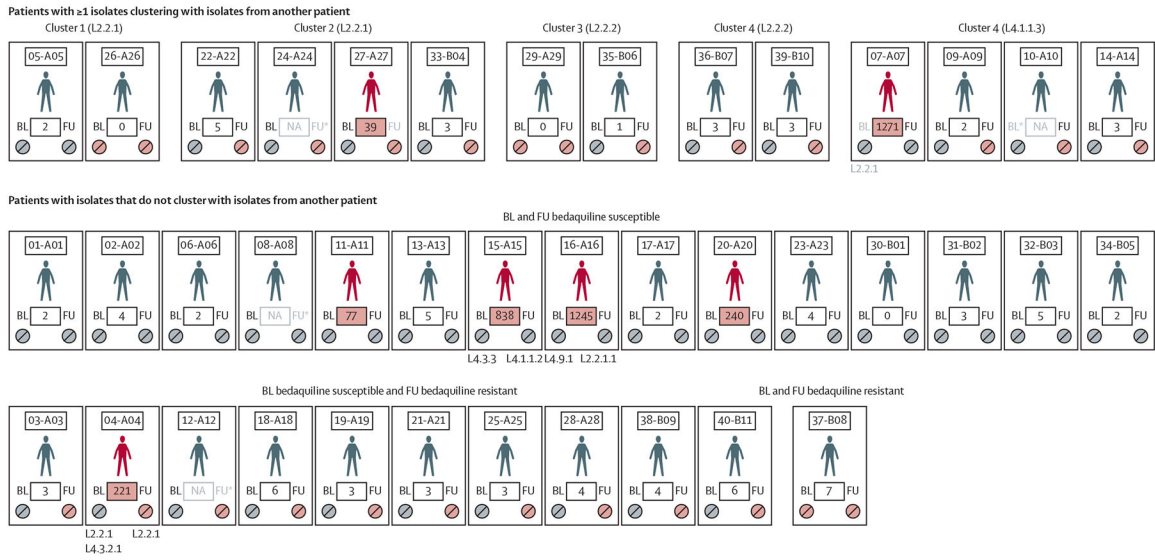 Patients with ≥1 isolates clustering with isolates from another patient
Cluster 1 (L2.2.1) Cluster 2 (L2.2.1) Cluster 3 (L2.2.2) Cluster 4 (L2.2.2) Cluster 4 (L4.1.1.3)
05-A05 26-A26 22-A22 24-A24 27-A27 33-B04 29-A29 35-B06 36-B07 39-B10 07-A07 09-A09 10-A10 14-A14
BL 2 FU BL 0 FU BL 5 FU BL NA FU* BL 39 FU BL 3 FU BL 0 FU BL 1 FU BL 3 FU BL 3 FU BL 1271 FU BL 2 FU BL* NA FU BL 3 FU
L2.2.1
Patients with isolates that do not cluster with isolates from another patient
BL and FU bedaquiline susceptible
01-A01 02-A02 06-A06 08-A08 11-A11 13-A13 15-A15 16-A16 17-A17 20-A20 23-A23 30-B01 31-B02 32-B03 34-B05
BL 2 FU BL 4 FU BL 2 FU BL NA FU* BL 77 FU BL 5 FU BL 838 FU BL 1245 FU BL 2 FU BL 240 FU BL 4 FU BL 0 FU BL 3 FU BL 5 FU BL 2 FU
L4.3.3 L4.1.1.2 L4.9.1 L2.2.1.1
BL bedaquiline susceptible and FU bedaquiline resistant BL and FU bedaquiline resistant
03-A03 04-A04 12-A12 18-A18 19-A19 21-A21 25-A25 28-A28 38-B09 40-B11 37-B08
BL 3 FU BL 221 FU BL NA FU* BL 6 FU BL 3 FU BL 3 FU BL 3 FU BL 4 FU BL 4 FU BL 6 FU BL 7 FU
L2.2.1 L2.2.1
L4.3.2.1